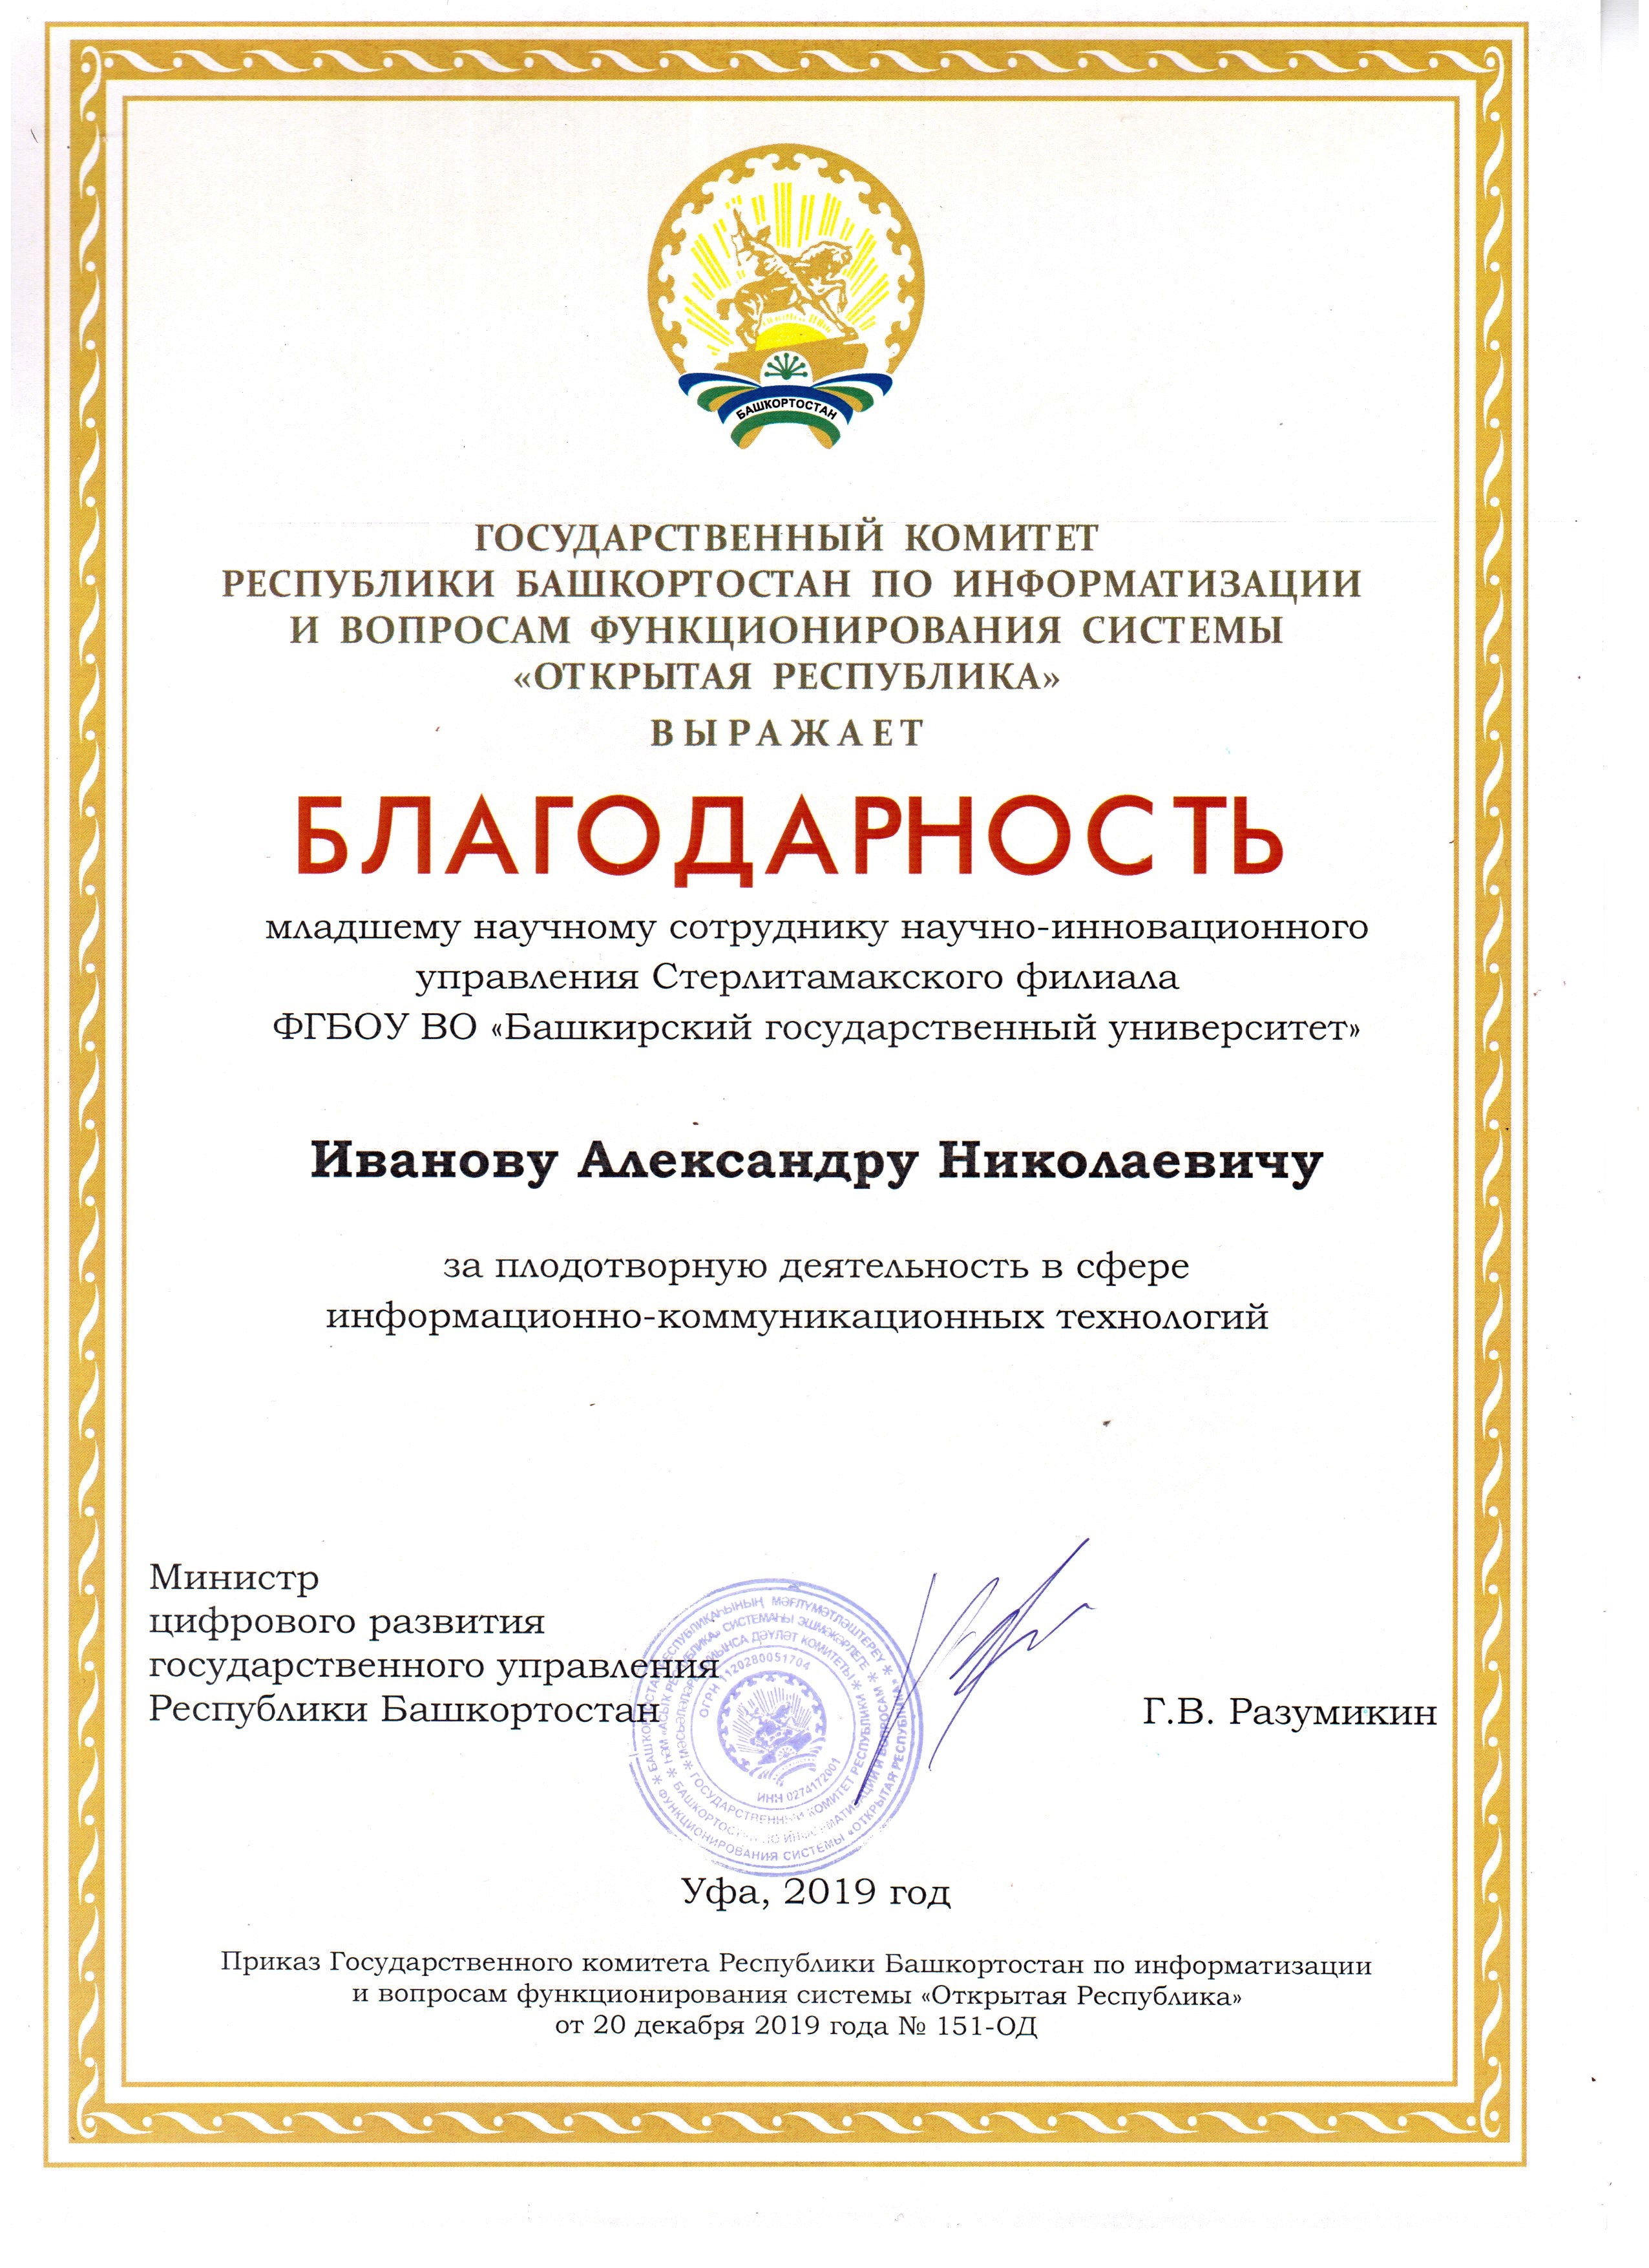 БАШКОРТОСТАН
ГОСУДАРСТВЕННЫЙ КОМИТЕТ
РЕСПУБЛИКИ БАШКОРТОСТАН ПО ИНФОРМАТИЗАЦИИ
И ВОПРОСАМ ФУНКЦИОНИРОВАНИЯ СИСТЕМЫ
«ОТКРЫТАЯ РЕСПУБЛИКА»
ВЫРАЖАЕТ
БЛАГОДАРНОСТЬ
младшему научному сотруднику научно-инновационного
управления Стерлитамакского филиала
ФГБОУ ВО «Башкирский государственный университет»
Иванову Александру Николаевичу
за плодотворную деятельность в сфере
информационно-коммуникационных технологий
Министр
цифрового развития
государственного управления
Республики Башкортостан
Г.В. Разумикин
ОГРН 1120280051704
ИНН 0274172001
ГОСУДАРСТВЕННЫЙ КОМИТЕТ РЕСПУБЛИКИ
БАШКОРТОСТАН ПО ИНФОРМАТИЗАЦИИ И ВОПРОСАМ
ФУНКЦИОНИРОВАНИЯ СИСТЕМЫ «ОТКРЫТАЯ РЕСПУБЛИКА»
Уфа, 2019 год
Приказ Государственного комитета Республики Башкортостан по информатизации
и вопросам функционирования системы «Открытая Республика»
от 20 декабря 2019 года № 151-ОД